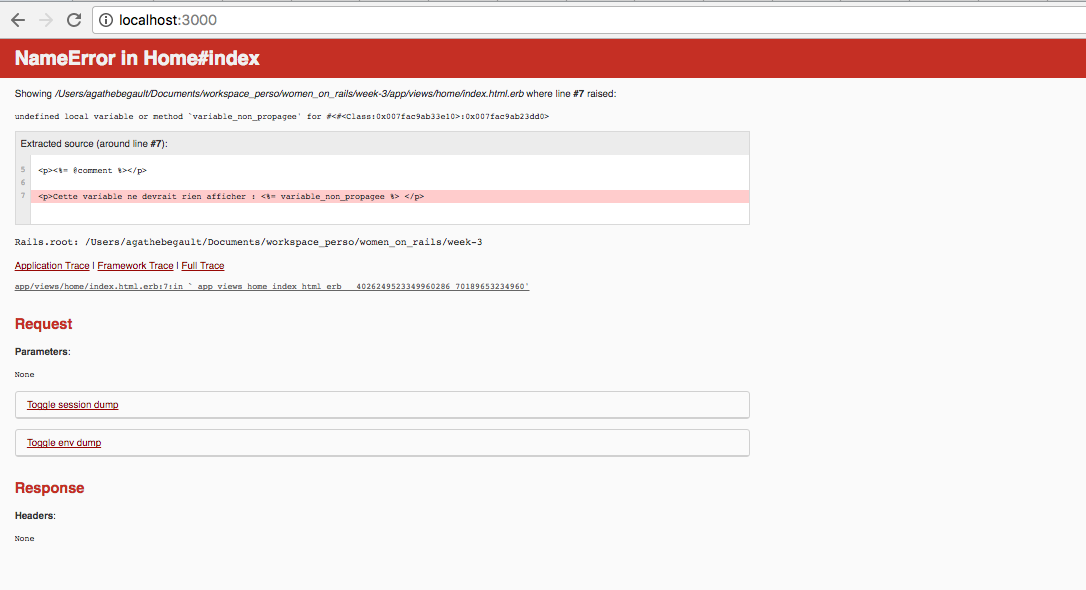 localhost:3000
NameError in Home#index
Showing /Users/agathebegault/Documents/workspace_perso/women_on_rails/week-3/app/views/home/index.html.erb where line #7 raised:
undefined local variable or method `variable_non_propagee' for #<#<Class:0x007fac9ab33e10>:0x007fac9ab23dd0>
Extracted source (around line #7):
5 <p><%= @comment %></p>
6
7 <p>Cette variable ne devrait rien afficher : <%= variable_non_propagee %> </p>
Rails.root: /Users/agathebegault/Documents/workspace_perso/women_on_rails/week-3
Application Trace | Framework Trace | Full Trace
app/views/home/index.html.erb:7:in `_app_views_home_index_html_erb___4026249523349960286_70189653234960'
Request
Parameters:
None
Toggle session dump
Toggle env dump
Response
Headers:
None